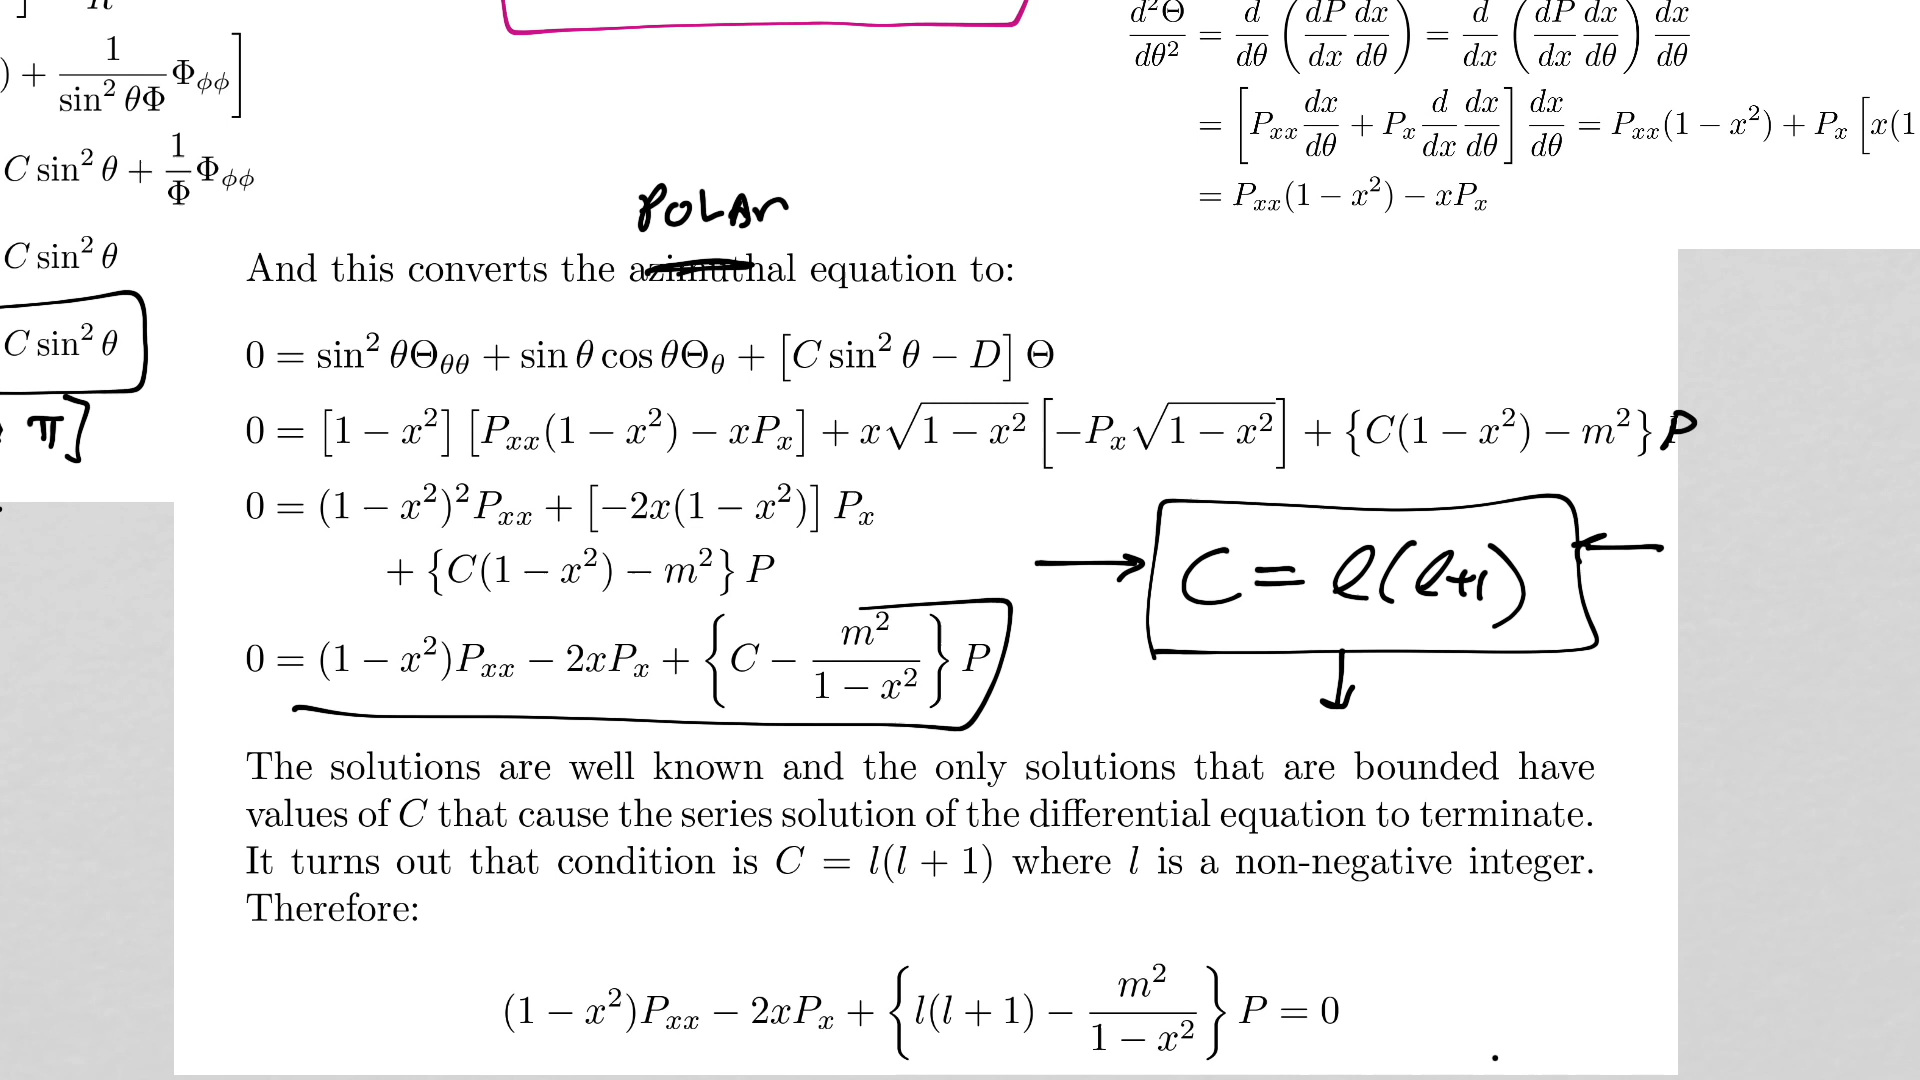 ) + 1/(sin² θΦ) Φ_ϕϕ ]
C sin² θ + 1/Φ Φ_ϕϕ
C sin² θ
C sin² θ
π]
d²Θ/dθ² = d/dθ (dP/dx dx/dθ) = d/dx (dP/dx dx/dθ) dx/dθ
= [P_xx dx/dθ + P_x d/dx dx/dθ] dx/dθ = P_xx(1 − x²) + P_x [x(1
= P_xx(1 − x²) − xP_x
POLAr
And this converts the azimuthal equation to:
0 = sin² θΘ_θθ + sin θ cos θΘ_θ + [C sin² θ − D] Θ
0 = [1 − x²] [P_xx(1 − x²) − xP_x] + x√(1 − x²) [−P_x√(1 − x²)] + {C(1 − x²) − m²} P
0 = (1 − x²)²P_xx + [−2x(1 − x²)] P_x
+ {C(1 − x²) − m²} P
C = l(l+1)
0 = (1 − x²)P_xx − 2xP_x + {C − m²/(1 − x²)} P
The solutions are well known and the only solutions that are bounded have
values of C that cause the series solution of the differential equation to terminate.
It turns out that condition is C = l(l + 1) where l is a non-negative integer.
Therefore:
(1 − x²)P_xx − 2xP_x + {l(l + 1) − m²/(1 − x²)} P = 0